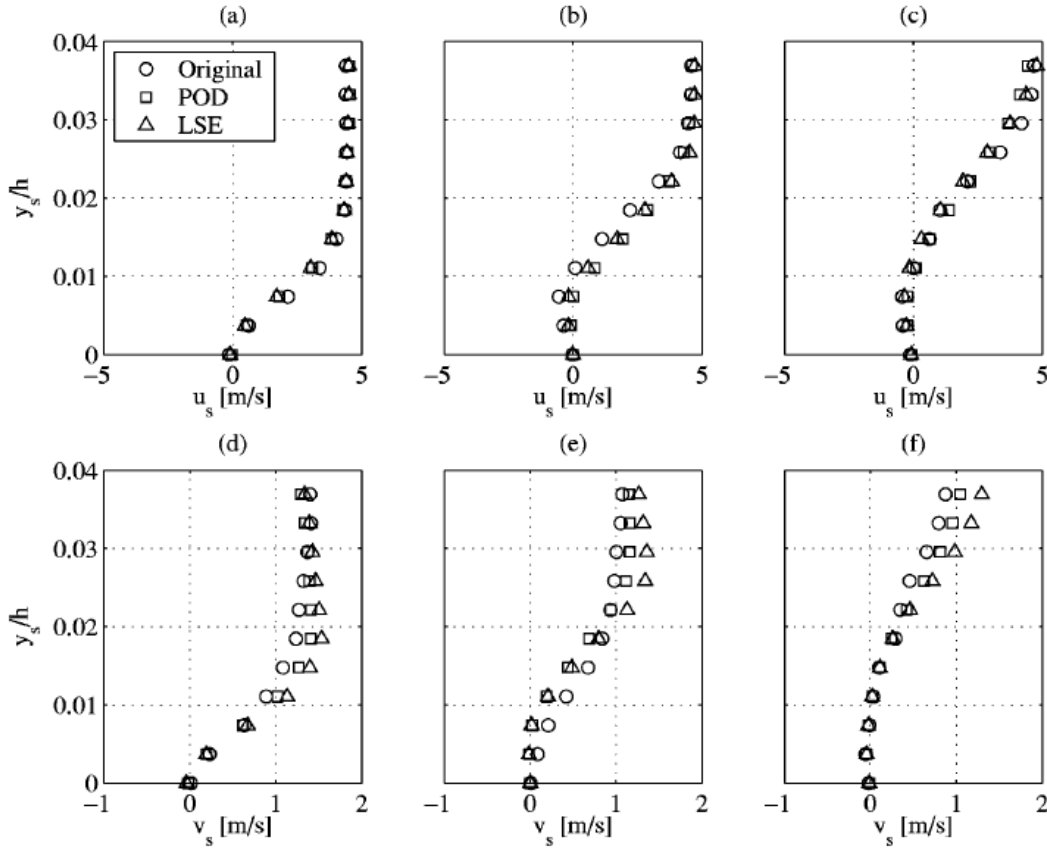 (a) (b) (c)
0.04
Original
POD
LSE
0.03
y_s/h
0.02
0.01
0
−5 0 5 −5 0 5 −5 0 5
u_s [m/s] u_s [m/s] u_s [m/s]
(d) (e) (f)
0.04
0.03
y_s/h
0.02
0.01
0
−1 0 1 2 −1 0 1 2 −1 0 1 2
v_s [m/s] v_s [m/s] v_s [m/s]